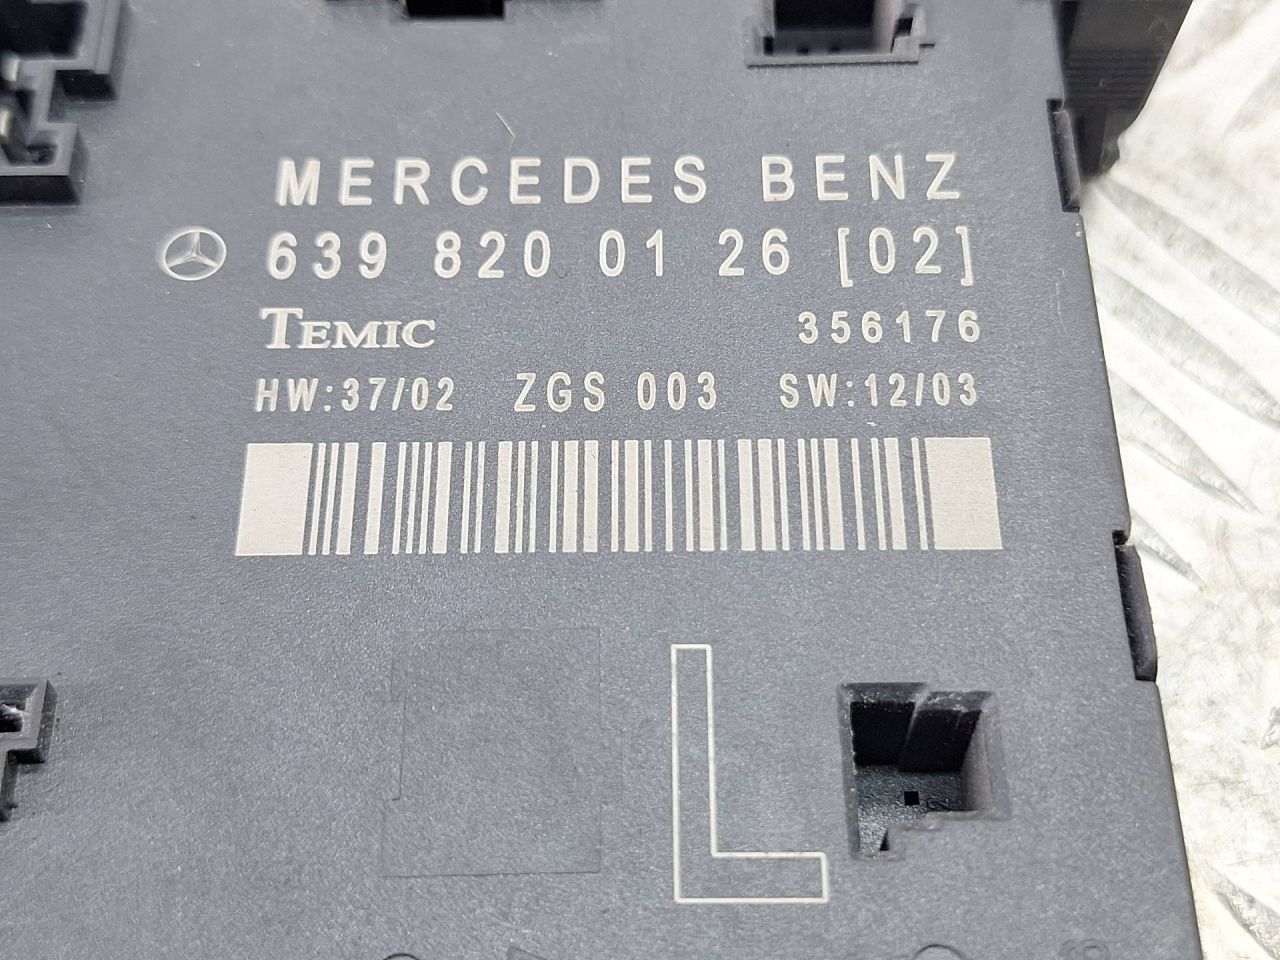 MERCEDES BENZ
639 820 01 26 [02]
TEMIC 356176
HW:37/02 ZGS 003 SW:12/03
L